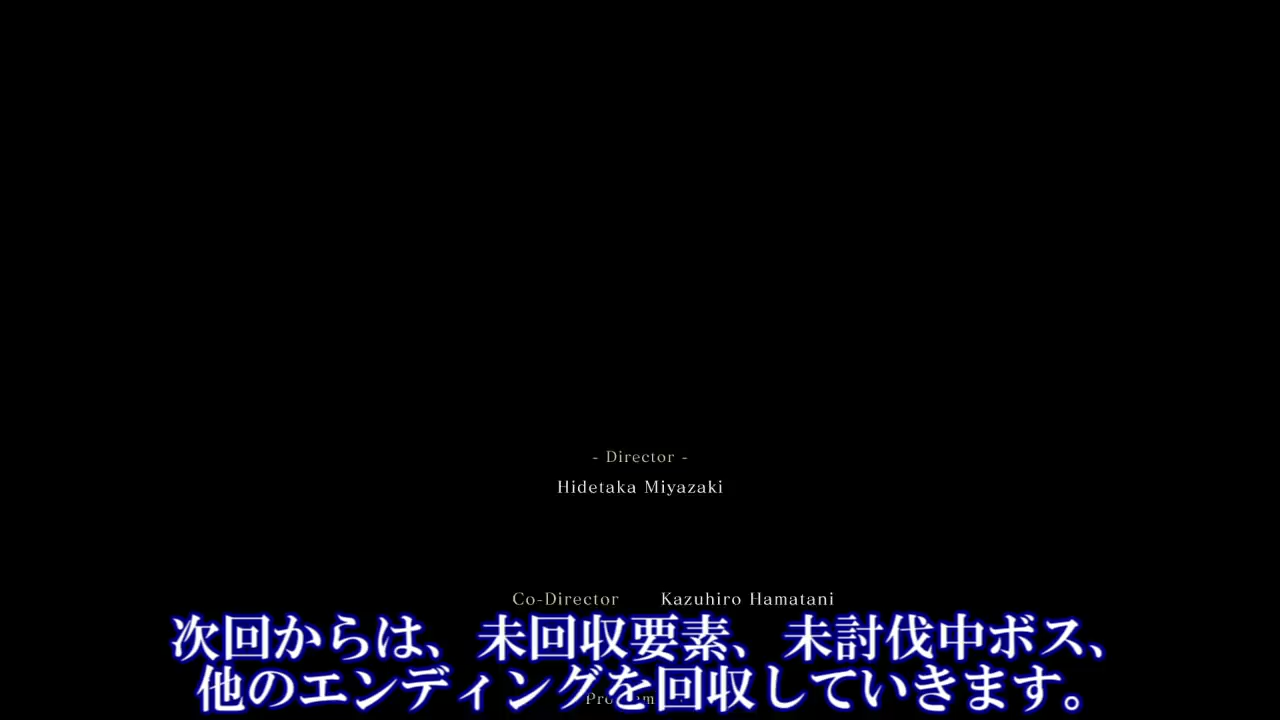 - Director -
Hidetaka Miyazaki
Co-Director Kazuhiro Hamatani
次回からは、未回収要素、未討伐中ボス、
他のエンディングを回収していきます。